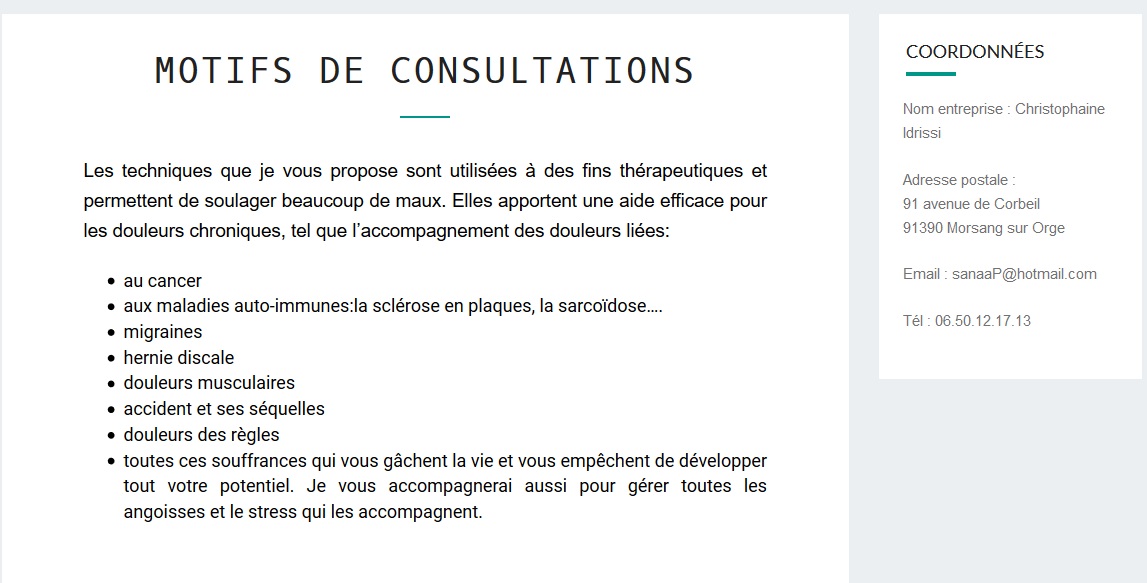 MOTIFS DE CONSULTATIONS
Les techniques que je vous propose sont utilisées à des fins thérapeutiques et
permettent de soulager beaucoup de maux. Elles apportent une aide efficace pour
les douleurs chroniques, tel que l’accompagnement des douleurs liées:
• au cancer
• aux maladies auto-immunes:la sclérose en plaques, la sarcoïdose….
• migraines
• hernie discale
• douleurs musculaires
• accident et ses séquelles
• douleurs des règles
• toutes ces souffrances qui vous gâchent la vie et vous empêchent de développer
tout votre potentiel. Je vous accompagnerai aussi pour gérer toutes les
angoisses et le stress qui les accompagnent.
COORDONNÉES
Nom entreprise : Christophaine
Idrissi
Adresse postale :
91 avenue de Corbeil
91390 Morsang sur Orge
Email : sanaaP@hotmail.com
Tél : 06.50.12.17.13